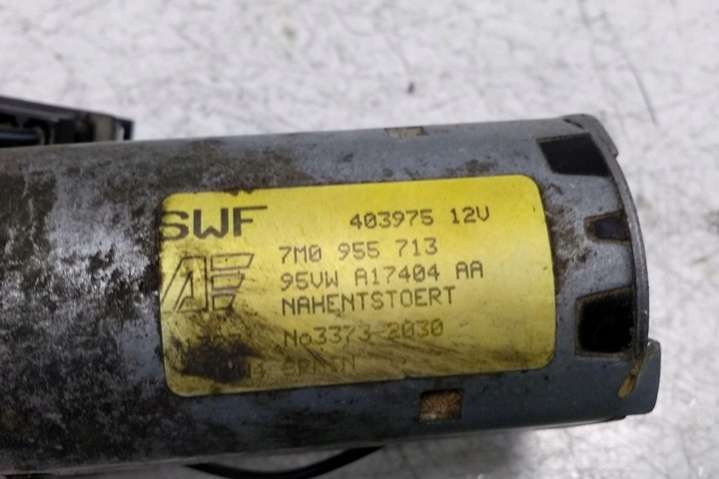 SWF 403975 12V
7M0 955 713
95VW A17404 AA
NAHENTSTOERT
No3373-2030